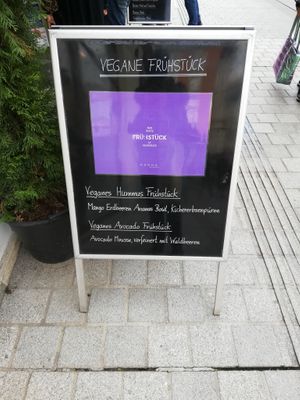 VEGANE FRÜHSTÜCK
FRÜHSTÜCK
Veganes Hummus Frühstück
Mango Erdbeeren Ananas Bowl, Kichererbsenpüree
Veganes Avocado Frühstück
Avocado Mousse, verfeinert mit Waldbeeren